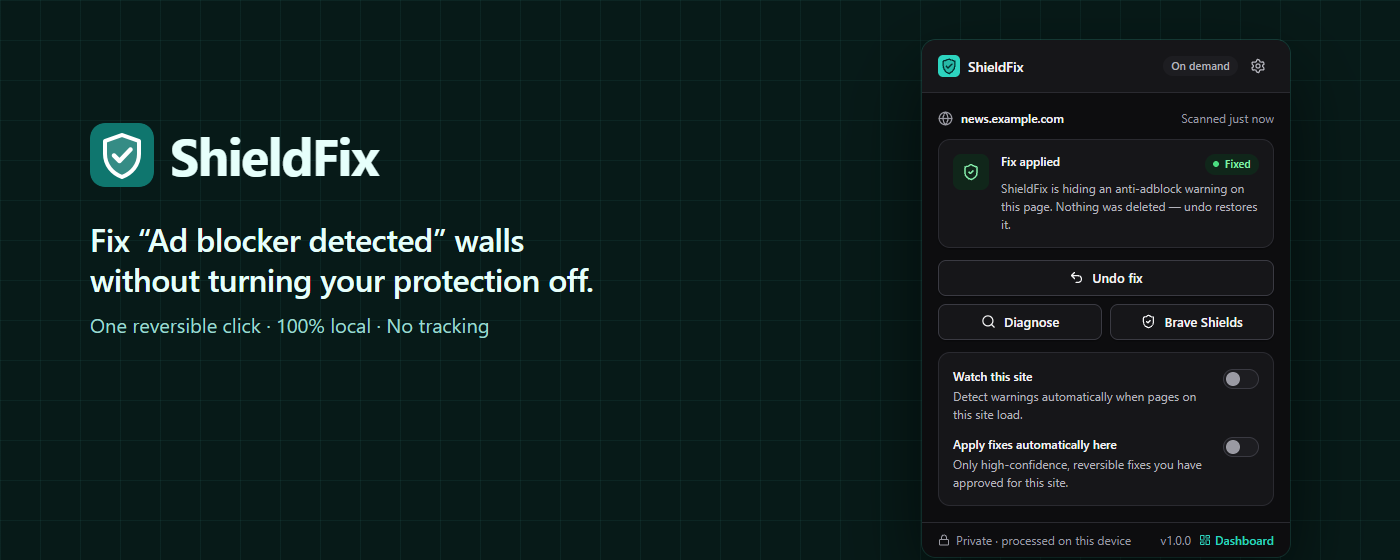 ShieldFix
Fix “Ad blocker detected” walls
without turning your protection off.
One reversible click · 100% local · No tracking
ShieldFix
On demand
news.example.com
Scanned just now
Fix applied
Fixed
ShieldFix is hiding an anti-adblock warning on
this page. Nothing was deleted — undo restores
it.
Undo fix
Diagnose
Brave Shields
Watch this site
Detect warnings automatically when pages on
this site load.
Apply fixes automatically here
Only high-confidence, reversible fixes you have
approved for this site.
Private · processed on this device
v1.0.0
Dashboard